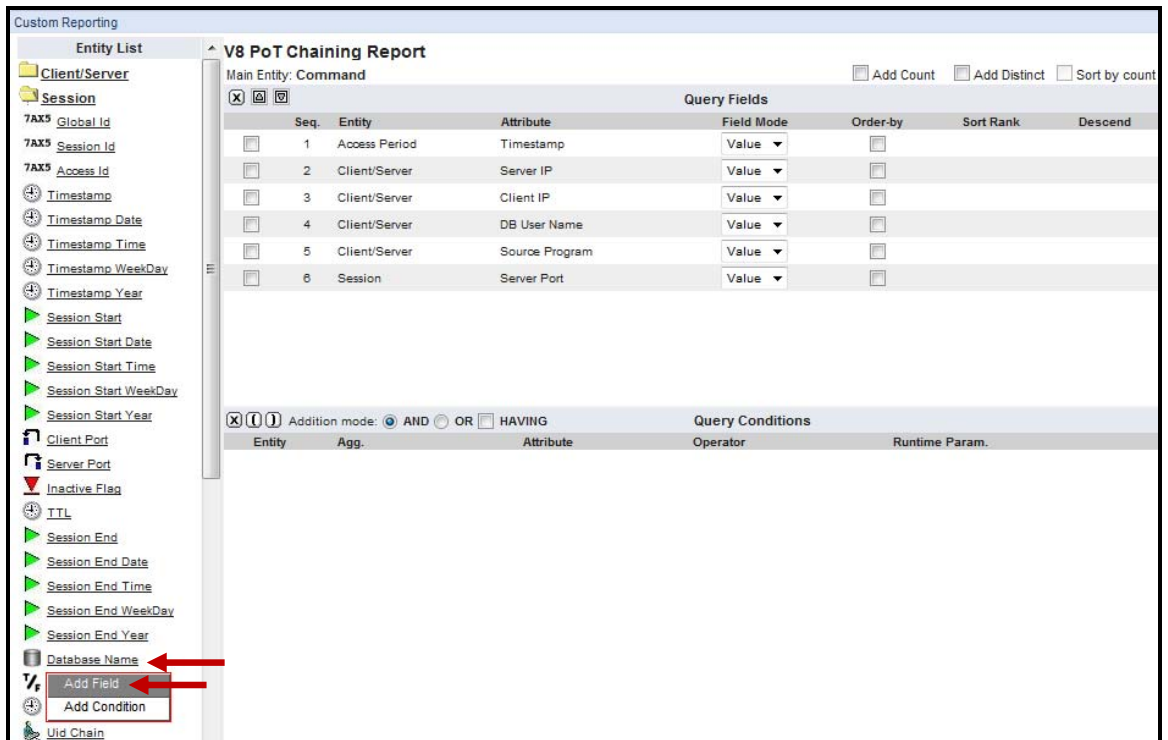 Custom Reporting
Entity List
Client/Server
Session
7AX5 Global Id
7AX5 Session Id
7AX5 Access Id
Timestamp
Timestamp Date
Timestamp Time
Timestamp WeekDay
Timestamp Year
Session Start
Session Start Date
Session Start Time
Session Start WeekDay
Session Start Year
Client Port
Server Port
Inactive Flag
TTL
Session End
Session End Date
Session End Time
Session End WeekDay
Session End Year
Database Name
T/F
Add Field
Add Condition
Uid Chain
V8 PoT Chaining Report
Main Entity: Command
Add Count Add Distinct Sort by count
Query Fields
Seq. Entity Attribute Field Mode Order-by Sort Rank Descend
1 Access Period Timestamp Value
2 Client/Server Server IP Value
3 Client/Server Client IP Value
4 Client/Server DB User Name Value
5 Client/Server Source Program Value
6 Session Server Port Value
X ( ) Addition mode: AND OR HAVING Query Conditions
Entity Agg. Attribute Operator Runtime Param.